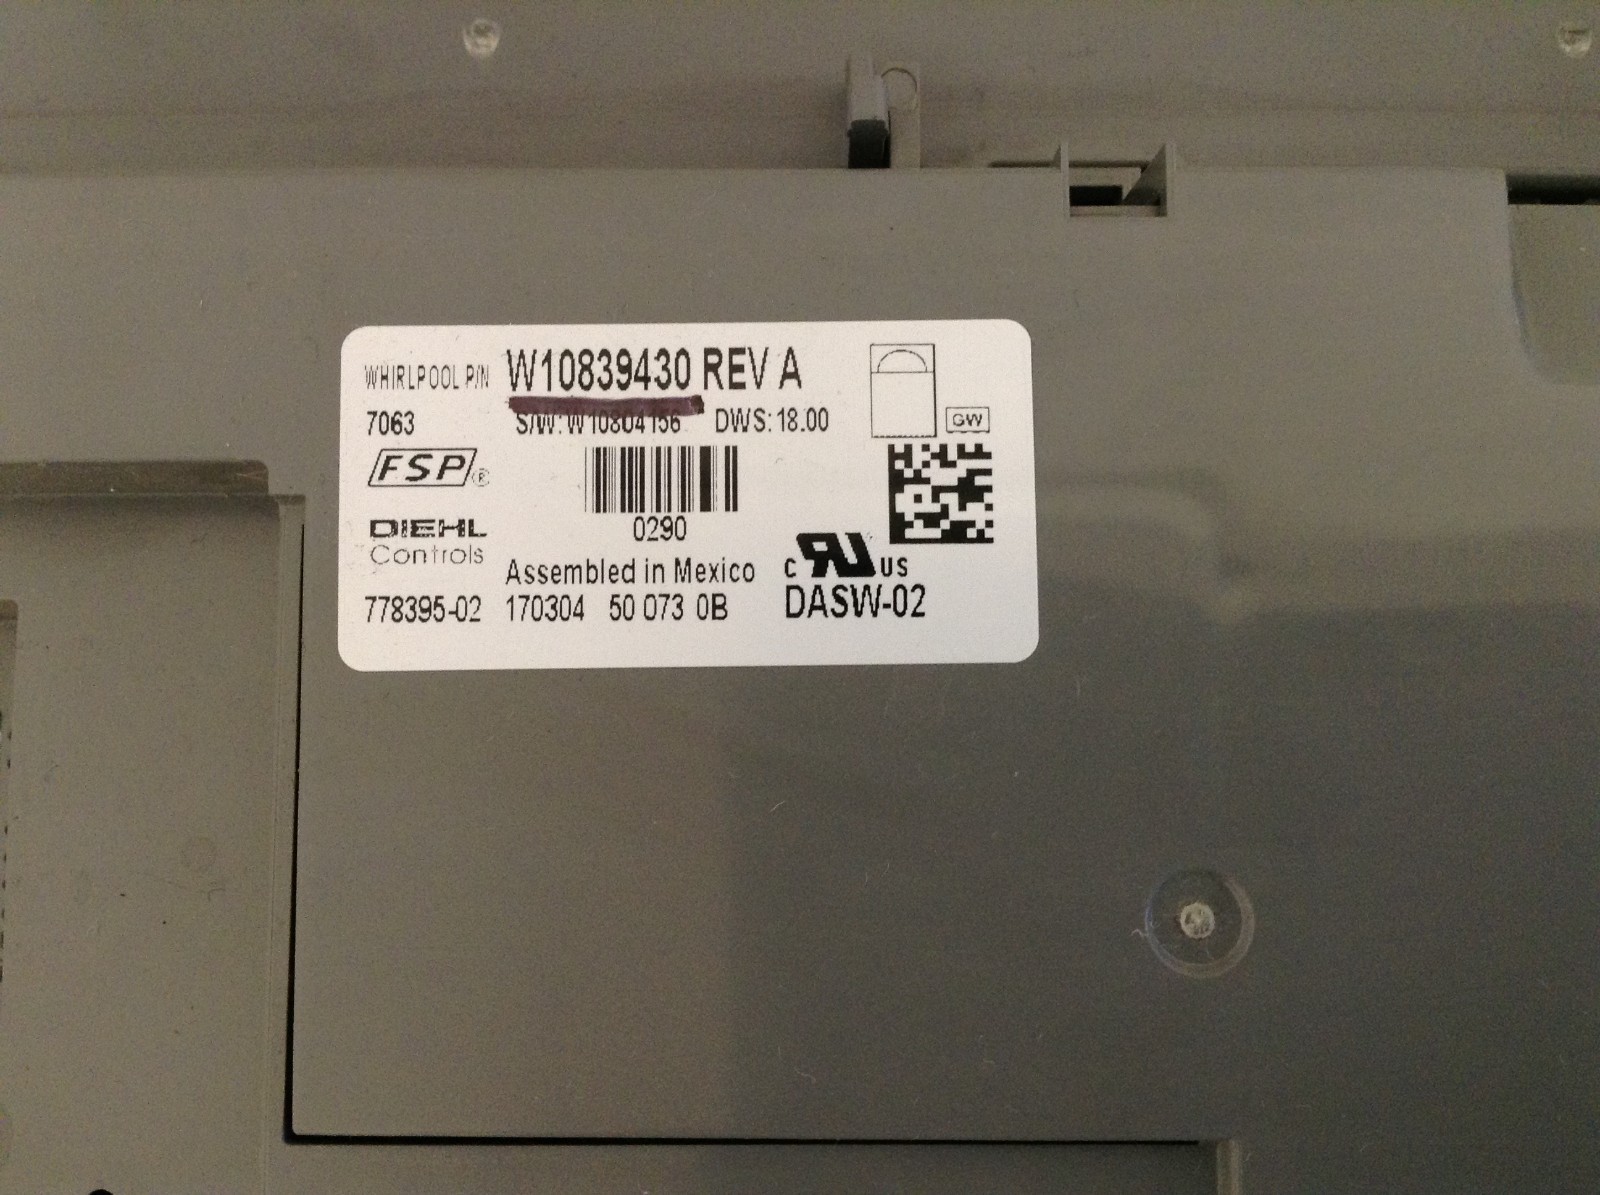 WHIRLPOOL P/N W10839430 REV A
7063 S/W: W10804156 DWS: 18.00
GW
FSP®
0290
DIEHL
Controls
Assembled in Mexico
c RU US
778395-02 170304 50 073 0B DASW-02